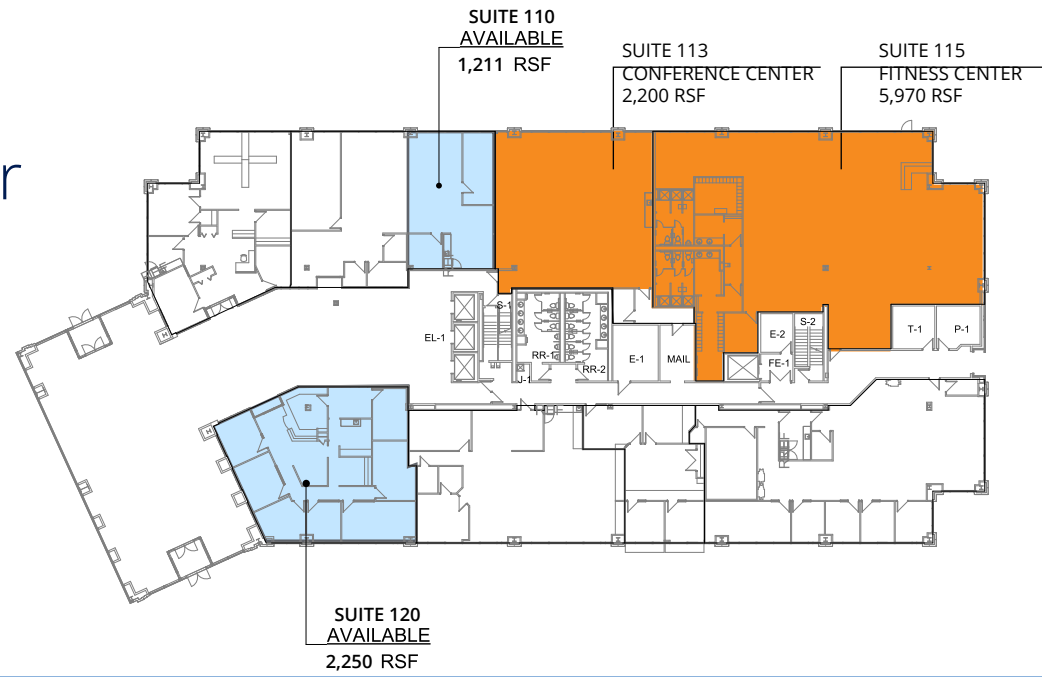 SUITE 110
AVAILABLE
1,211 RSF
SUITE 113
CONFERENCE CENTER
2,200 RSF
SUITE 115
FITNESS CENTER
5,970 RSF
r
S-1
EL-1
RR-1
RR-2
J-1
E-1
MAIL
E-2
S-2
FE-1
T-1
P-1
SUITE 120
AVAILABLE
2,250 RSF